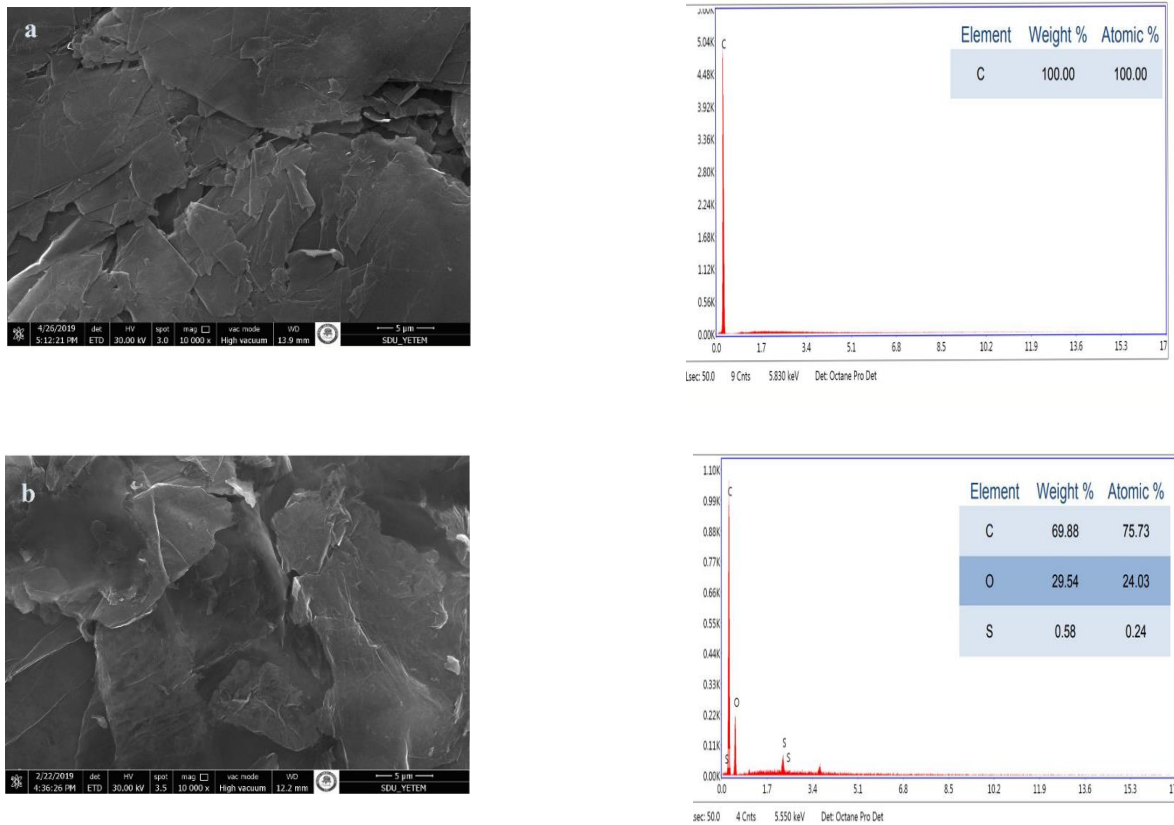 a
4/26/2019 det HV spot mag □ vac mode WD 5 µm
5:12:21 PM ETD 30.00 kV 3.0 10 000 x High vacuum 13.9 mm SDU_YETEM
5.04K
4.48K
3.92K
3.36K
2.80K
2.24K
1.68K
1.12K
0.56K
0.00K
C
Element Weight % Atomic %
C 100.00 100.00
0.0 1.7 3.4 5.1 6.8 8.5 10.2 11.9 13.6 15.3 17
Lsec: 50.0 9 Cnts 5.830 keV Det: Octane Pro Det
b
2/22/2019 det HV spot mag □ vac mode WD 5 µm
4:36:26 PM ETD 30.00 kV 3.5 10 000 x High vacuum 12.2 mm SDU_YETEM
1.10K
0.99K
0.88K
0.77K
0.66K
0.55K
0.44K
0.33K
0.22K
0.11K
0.00K
C
O
S
S
S
Element Weight % Atomic %
C 69.88 75.73
O 29.54 24.03
S 0.58 0.24
0.0 1.7 3.4 5.1 6.8 8.5 10.2 11.9 13.6 15.3
sec: 50.0 4 Cnts 5.550 keV Det: Octane Pro Det